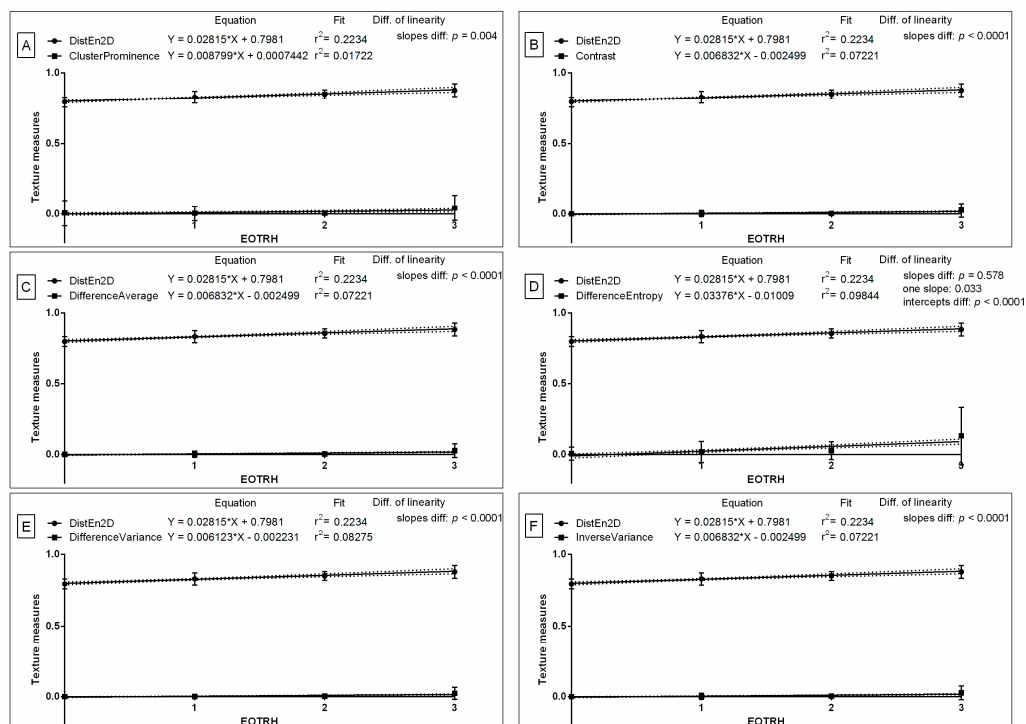 A
Equation Fit Diff. of linearity
DistEn2D Y = 0.02815*X + 0.7981 r²= 0.2234 slopes diff: p = 0.004
ClusterProminence Y = 0.008799*X + 0.0007442 r²= 0.01722
1.0
0.5
0.0
Texture measures
1 2 3
EOTRH
B
Equation Fit Diff. of linearity
DistEn2D Y = 0.02815*X + 0.7981 r²= 0.2234 slopes diff: p < 0.0001
Contrast Y = 0.006832*X - 0.002499 r²= 0.07221
1.0
0.5
0.0
Texture measures
1 2 3
EOTRH
C
Equation Fit Diff. of linearity
DistEn2D Y = 0.02815*X + 0.7981 r²= 0.2234 slopes diff: p < 0.0001
DifferenceAverage Y = 0.006832*X - 0.002499 r²= 0.07221
1.0
0.5
0.0
Texture measures
1 2 3
EOTRH
D
Equation Fit Diff. of linearity
DistEn2D Y = 0.02815*X + 0.7981 r²= 0.2234 slopes diff: p = 0.578
one slope: 0.033
DifferenceEntropy Y = 0.03376*X - 0.01009 r²= 0.09844 intercepts diff: p < 0.0001
1.0
0.5
0.0
Texture measures
1 2 3
EOTRH
E
Equation Fit Diff. of linearity
DistEn2D Y = 0.02815*X + 0.7981 r²= 0.2234 slopes diff: p < 0.0001
DifferenceVariance Y = 0.006123*X - 0.002231 r²= 0.08275
1.0
0.5
0.0
Texture measures
1 2 3
EOTRH
F
Equation Fit Diff. of linearity
DistEn2D Y = 0.02815*X + 0.7981 r²= 0.2234 slopes diff: p < 0.0001
InverseVariance Y = 0.006832*X - 0.002499 r²= 0.07221
1.0
0.5
0.0
Texture measures
1 2 3
EOTRH